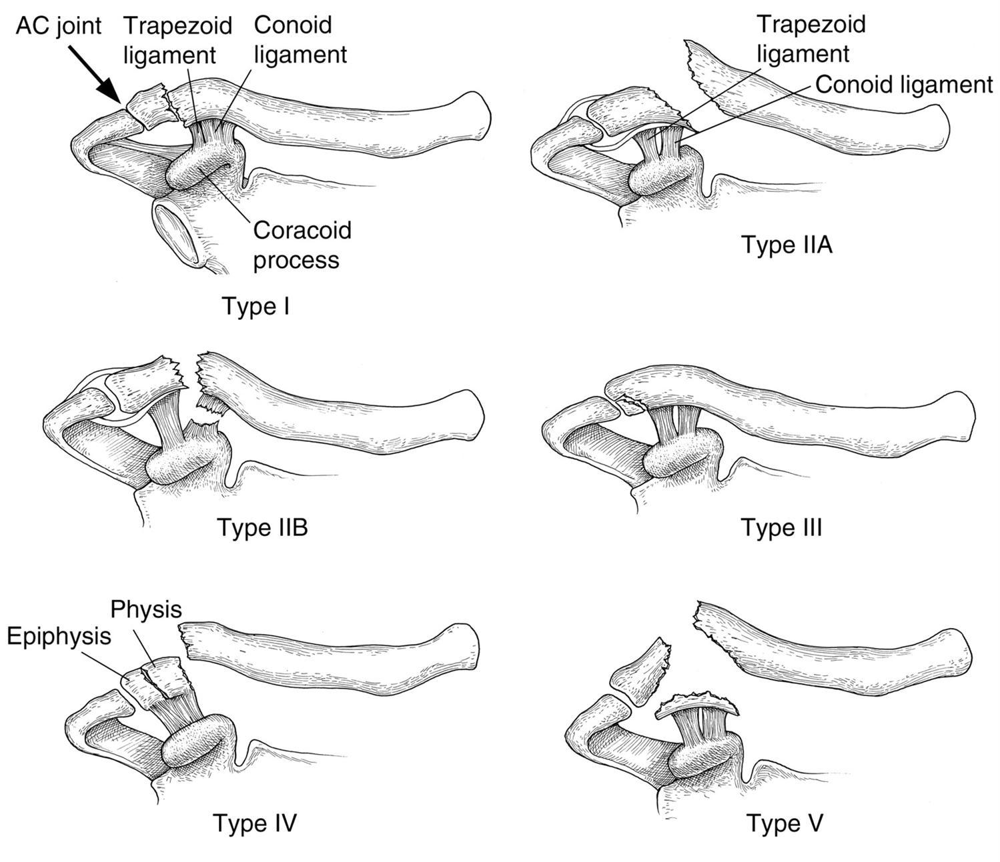 AC joint
Trapezoid
ligament
Conoid
ligament
Coracoid
process
Type I
Trapezoid
ligament
Conoid ligament
Type IIA
Type IIB
Type III
Physis
Epiphysis
Type IV
Type V